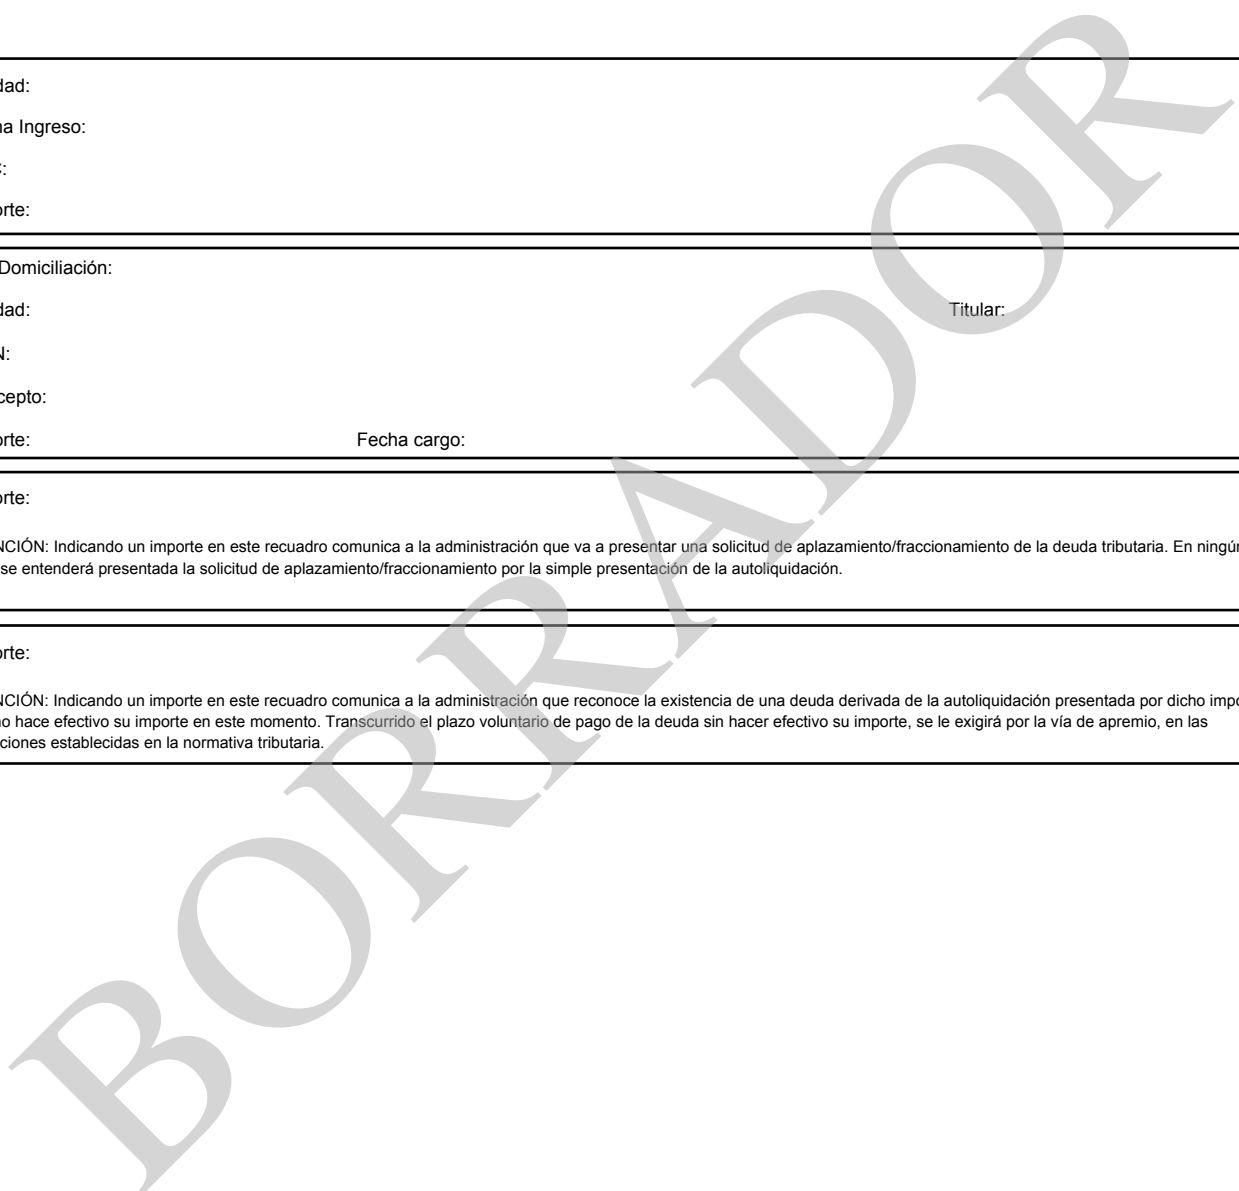 dad:
na Ingreso:
C:
orte:
Domiciliación:
dad: Titular:
N:
cepto:
orte: Fecha cargo:
orte:
NCIÓN: Indicando un importe en este recuadro comunica a la administración que va a presentar una solicitud de aplazamiento/fraccionamiento de la deuda tributaria. En ningún
se entenderá presentada la solicitud de aplazamiento/fraccionamiento por la simple presentación de la autoliquidación.
orte:
NCIÓN: Indicando un importe en este recuadro comunica a la administración que reconoce la existencia de una deuda derivada de la autoliquidación presentada por dicho impo
no hace efectivo su importe en este momento. Transcurrido el plazo voluntario de pago de la deuda sin hacer efectivo su importe, se le exigirá por la vía de apremio, en las
ciones establecidas en la normativa tributaria.
BORRADOR